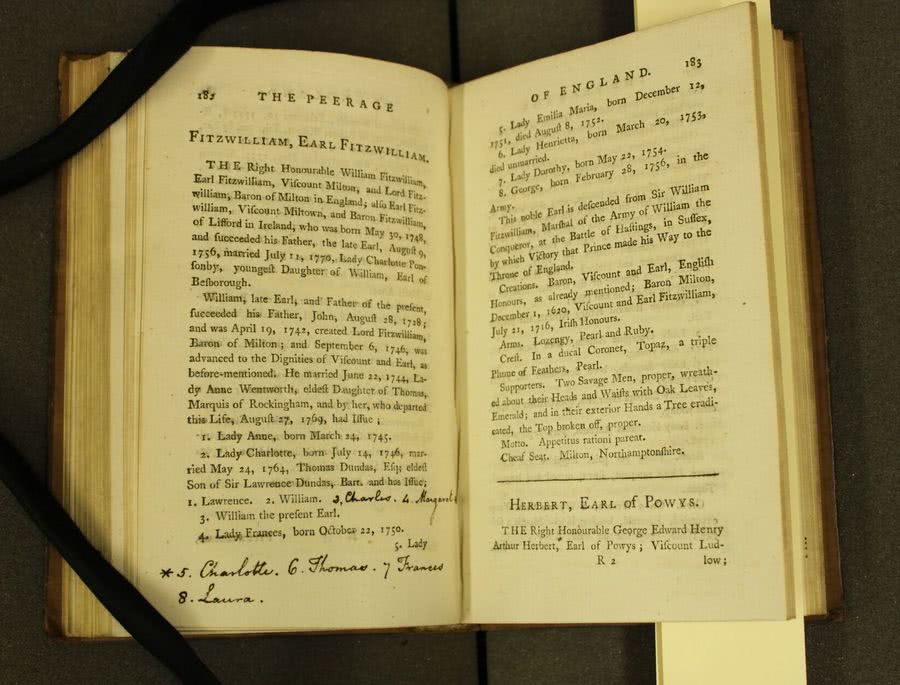 182 THE PEERAGE
FITZWILLIAM, EARL FITZWILLIAM.
THE Right Honourable William Fitzwilliam,
Earl Fitzwilliam, Viſcount Milton, and Lord Fitz-
william, Baron of Milton in England; alſo Earl Fitz-
william, Viſcount Miltown, and Baron Fitzwilliam,
of Lifford in Ireland, who was born May 30, 1748,
and ſucceeded his Father, the late Earl, Auguſt 9,
1756, married July 11, 1770, Lady Charlotte Pon-
ſonby, youngeſt Daughter of William, Earl of
Beſborough.
William, late Earl, and Father of the preſent,
ſucceeded his Father, John, Auguſt 28, 1728;
and was April 19, 1742, created Lord Fitzwilliam,
Baron of Milton; and September 6, 1746, was
advanced to the Dignities of Viſcount and Earl, as
before-mentioned. He married June 22, 1744, La-
dy Anne Wentworth, eldeſt Daughter of Thomas,
Marquis of Rockingham, and by her, who departed
this Life, Auguſt 27, 1769, had Iſſue;
1. Lady Anne, born March 24, 1745.
2. Lady Charlotte, born July 14, 1746, mar-
ried May 24, 1764, Thomas Dundas, Eſq; eldeſt
Son of Sir Lawrence Dundas, Bart. and has Iſſue;
1. Lawrence. 2. William. 3, Charles. 4. Margaret
3. William the preſent Earl.
4. Lady Frances, born October 22, 1750.
5. Lady
* 5. Charlotte. 6. Thomas. 7 Frances
8. Laura.
OF ENGLAND. 183
5. Lady Emilia Maria, born December 12,
1751, died Auguſt 8, 1752.
6. Lady Henrietta, born March 20, 1753,
died unmarried.
7. Lady Dorothy, born May 22, 1754.
8. George, born February 28, 1756, in the
Army.
This noble Earl is deſcended from Sir William
Fitzwilliam, Marſhal of the Army of William the
Conqueror, at the Battle of Haſtings, in Suſſex,
by which Victory that Prince made his Way to the
Throne of England.
Creations. Baron, Viſcount and Earl, Engliſh
Honours, as already mentioned; Baron Milton,
December 1, 1620, Viſcount and Earl Fitzwilliam,
July 21, 1716, Iriſh Honours.
Arms. Lozengy, Pearl and Ruby.
Creſt. In a ducal Coronet, Topaz, a triple
Plume of Feathers, Pearl.
Supporters. Two Savage Men, proper, wreath-
ed about their Heads and Waiſts with Oak Leaves,
Emerald; and in their exterior Hands a Tree eradi-
cated, the Top broken off, proper.
Motto. Appetitus rationi pareat.
Cheaf Seat. Milton, Northamptonſhire.
HERBERT, EARL of POWYS.
THE Right Honourable George Edward Henry
Arthur Herbert, Earl of Powys; Viſcount Lud-
R 2 low;